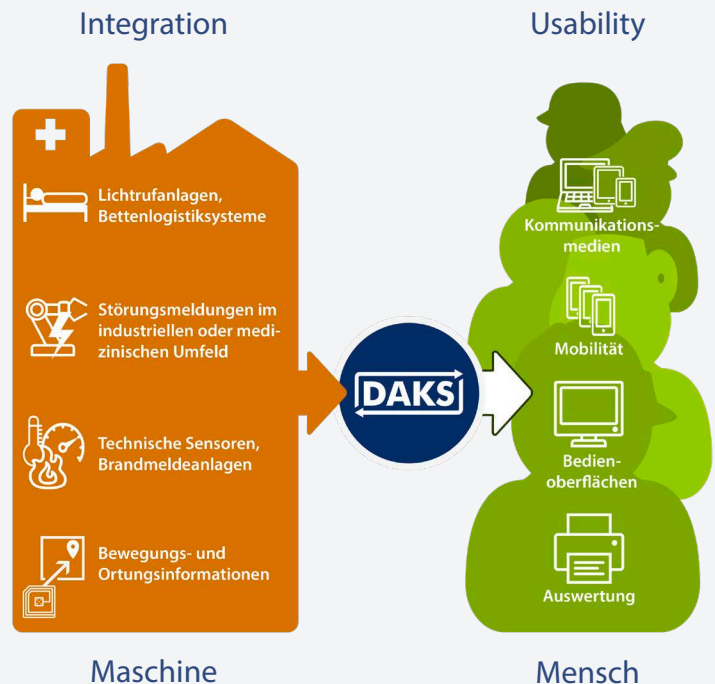 Integration
Usability
Lichtrufanlagen,
Bettenlogistiksysteme
Störungsmeldungen im
industriellen oder medi-
zinischen Umfeld
Technische Sensoren,
Brandmeldeanlagen
Bewegungs- und
Ortungsinformationen
DAKS
Kommunikations-
medien
Mobilität
Bedien-
oberflächen
Auswertung
Maschine
Mensch